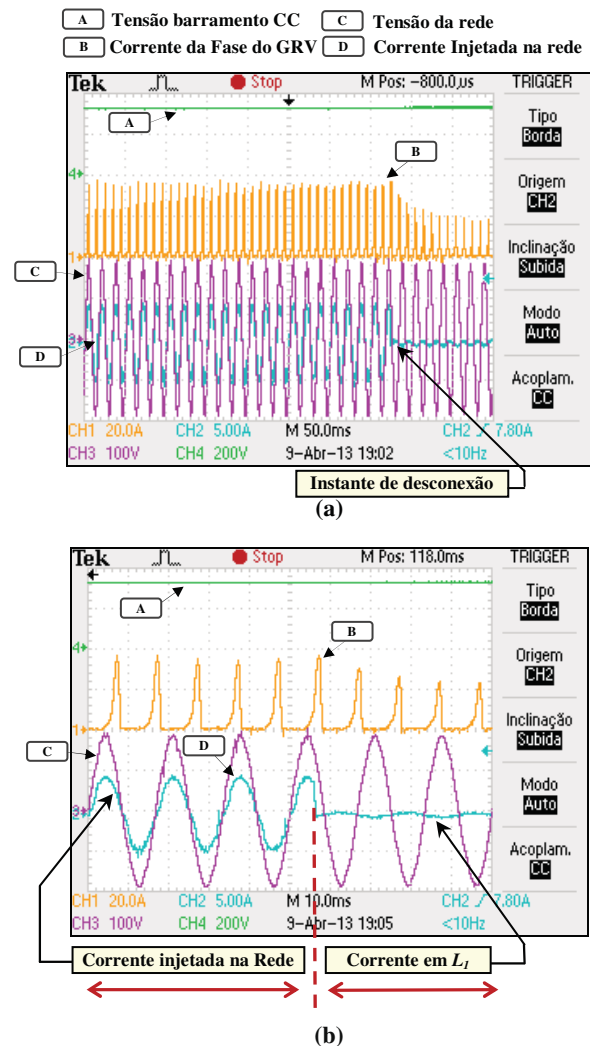 A Tensão barramento CC C Tensão da rede
B Corrente da Fase do GRV D Corrente Injetada na rede
Tek Stop M Pos: -800.0us TRIGGER
A
Tipo
Borda
B
4
Origem
CH2
1
Inclinação
Subida
C
Modo
Auto
3
D
Acoplam.
CC
CH1 20.0A CH2 5.00A M 50.0ms CH2 7.80A
CH3 100V CH4 200V 9-Abr-13 19:02 <10Hz
Instante de desconexão
(a)
Tek Stop M Pos: 118.0ms TRIGGER
A
Tipo
Borda
B
4
Origem
CH2
1
Inclinação
Subida
C
D
Modo
Auto
3
Acoplam.
CC
CH1 20.0A CH2 5.00A M 10.0ms CH2 7.80A
CH3 100V CH4 200V 9-Abr-13 19:05 <10Hz
Corrente injetada na Rede Corrente em L1
(b)